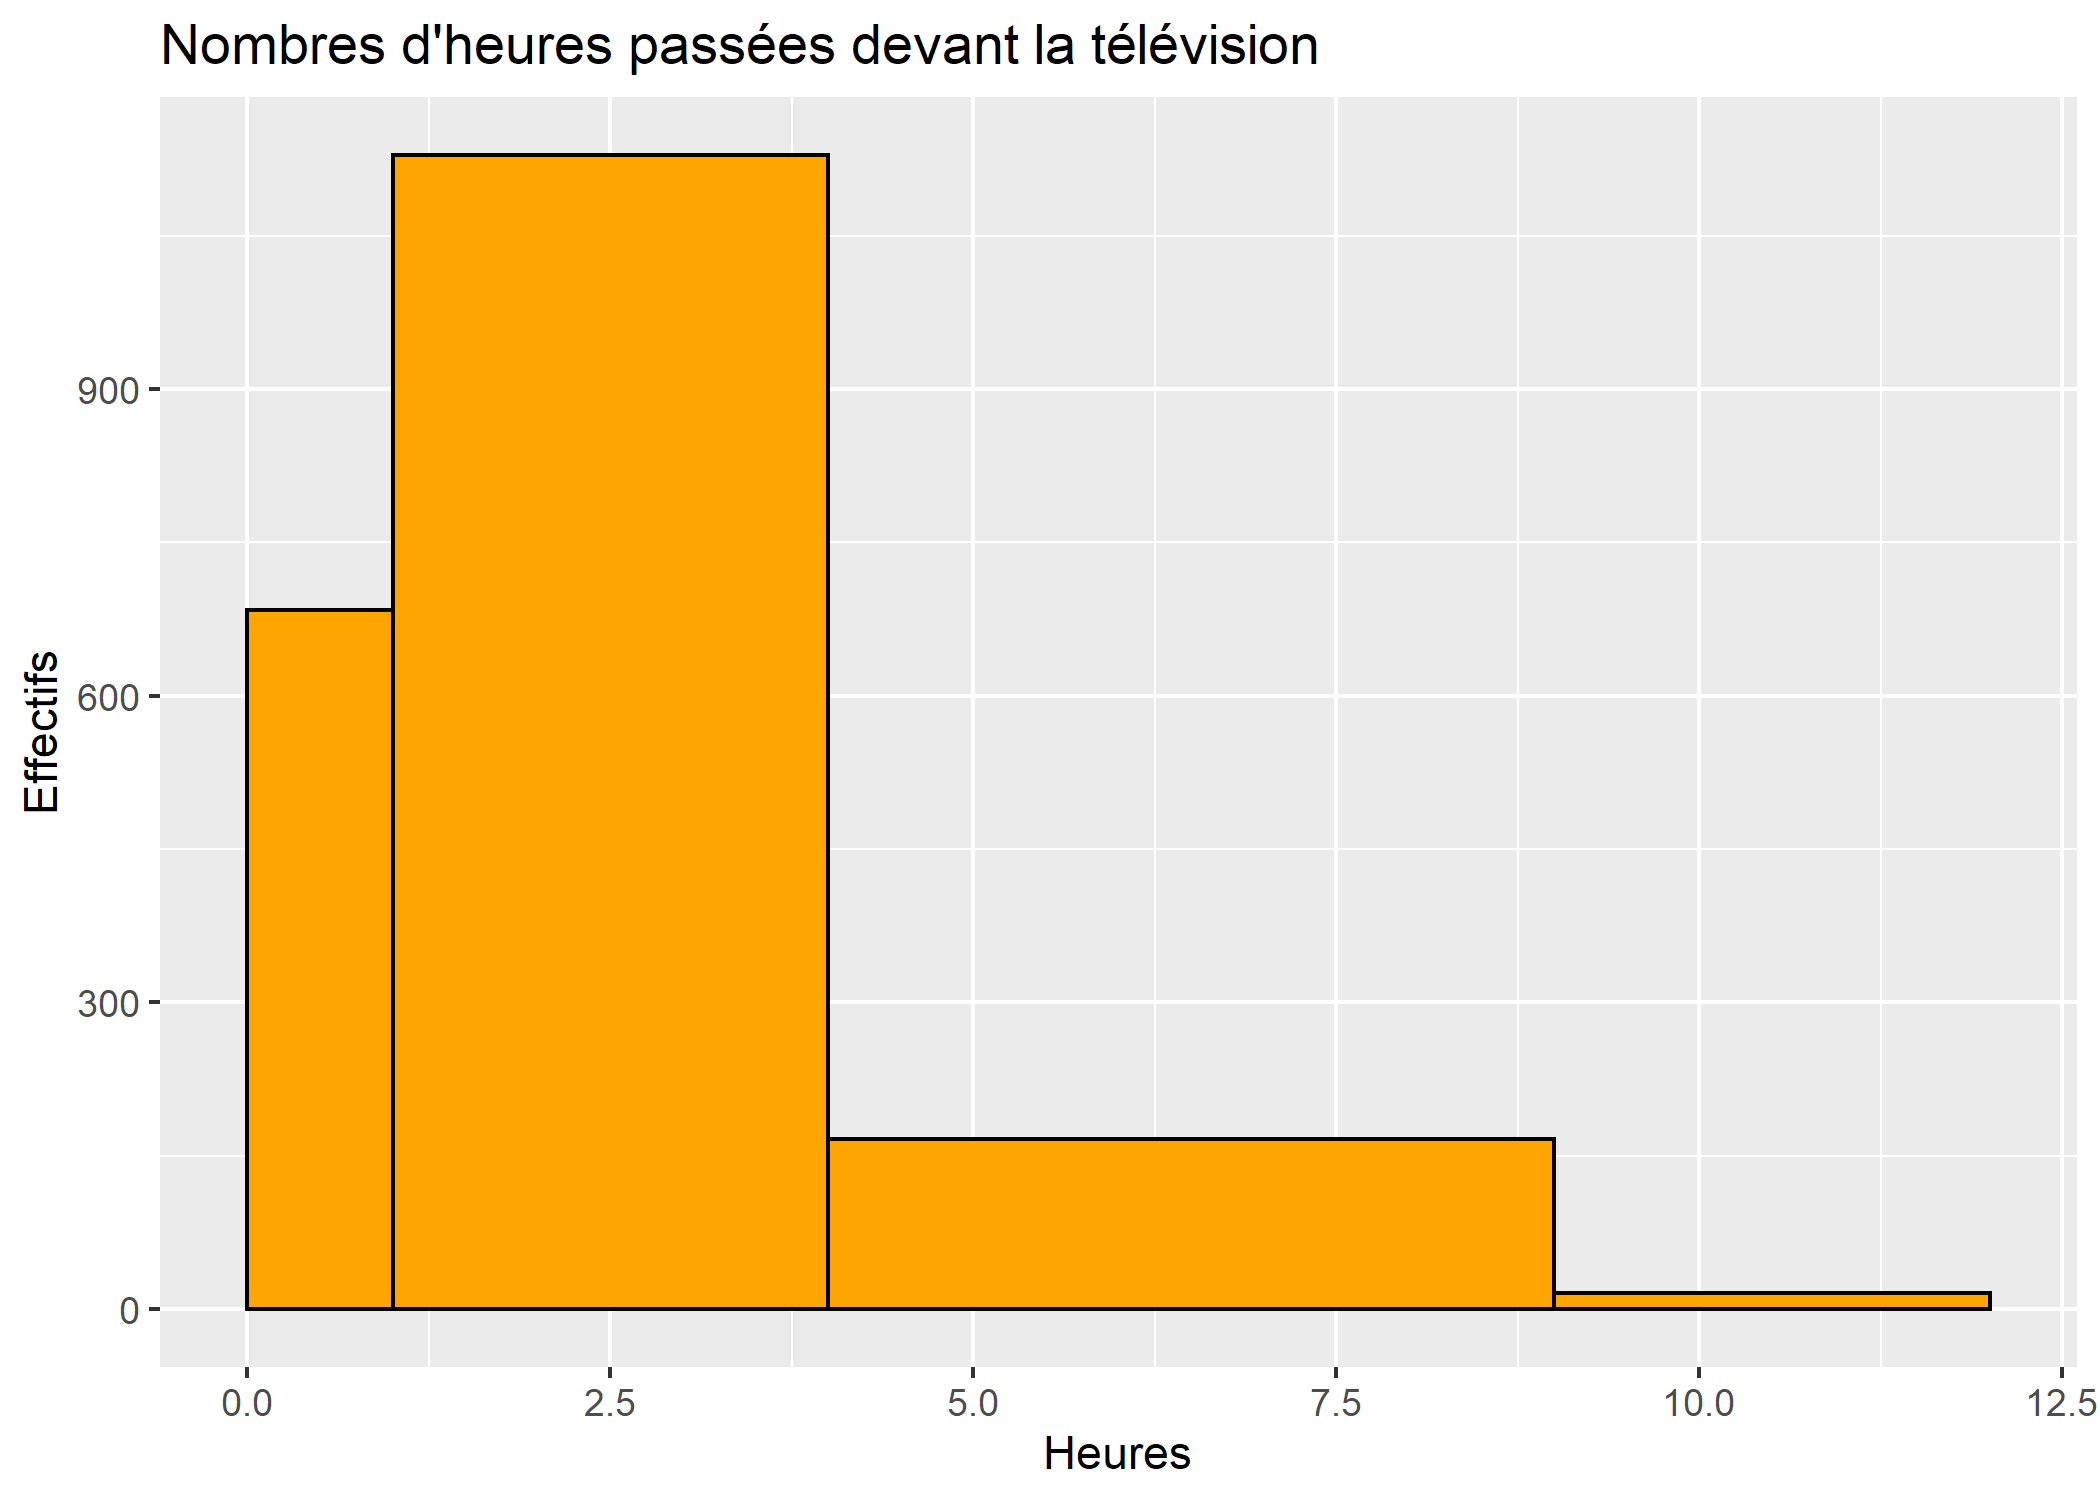 Nombres d'heures passées devant la télévision
Effectifs
900
600
300
0
0.0 2.5 5.0 7.5 10.0 12.5
Heures